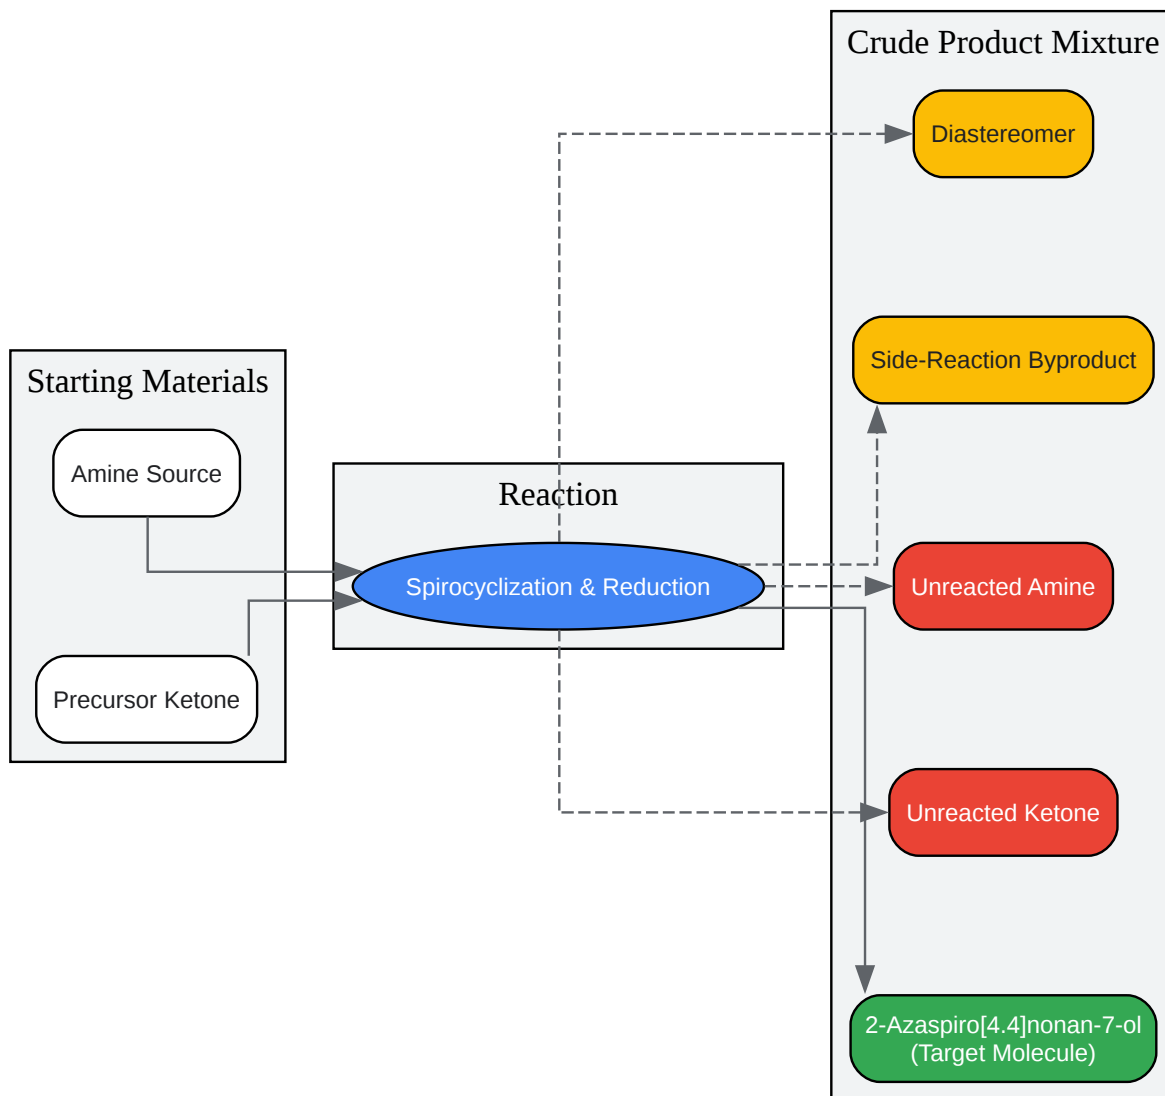 Starting Materials
Amine Source
Precursor Ketone
Reaction
Spirocyclization & Reduction
Crude Product Mixture
Diastereomer
Side-Reaction Byproduct
Unreacted Amine
Unreacted Ketone
2-Azaspiro[4.4]nonan-7-ol
(Target Molecule)